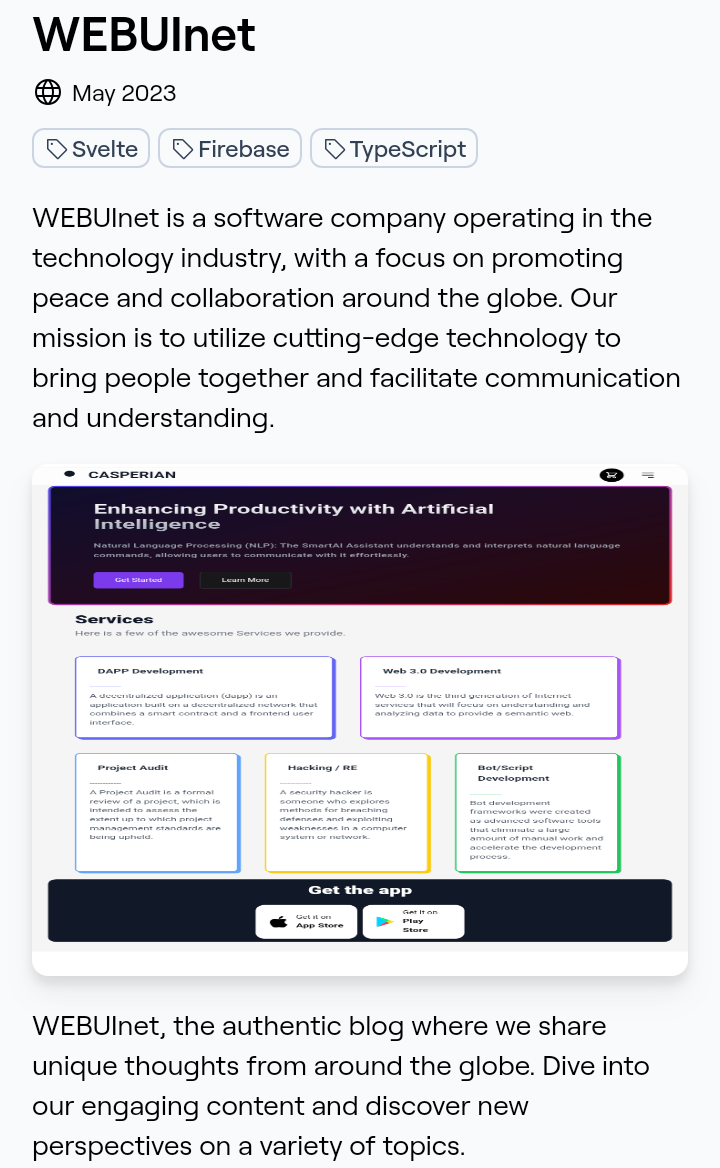 WEBUInet
May 2023
Svelte
Firebase
TypeScript
WEBUInet is a software company operating in the
technology industry, with a focus on promoting
peace and collaboration around the globe. Our
mission is to utilize cutting-edge technology to
bring people together and facilitate communication
and understanding.
CASPERIAN
Enhancing Productivity with Artificial
Intelligence
Natural Language Processing (NLP): The SmartAI Assistant understands and interprets natural language
commands, allowing users to communicate with it effortlessly.
Get Started
Learn More
Services
Here is a few of the awesome Services we provide.
DAPP Development
A decentralized application (dapp) is an
application built on a decentralized network that
combines a smart contract and a frontend user
interface.
Web 3.0 Development
Web 3.0 is the third generation of Internet
services that will focus on understanding and
analyzing data to provide a semantic web.
Project Audit
A Project Audit is a formal
review of a project, which is
intended to assess the
extent up to which project
management standards are
being upheld.
Hacking / RE
A security hacker is
someone who explores
methods for breaching
defenses and exploiting
weaknesses in a computer
system or network.
Bot/Script
Development
Bot development
frameworks were created
as advanced software tools
that eliminate a large
amount of manual work and
accelerate the development
process.
Get the app
Get it on
App Store
Get it on
Play
Store
WEBUInet, the authentic blog where we share
unique thoughts from around the globe. Dive into
our engaging content and discover new
perspectives on a variety of topics.